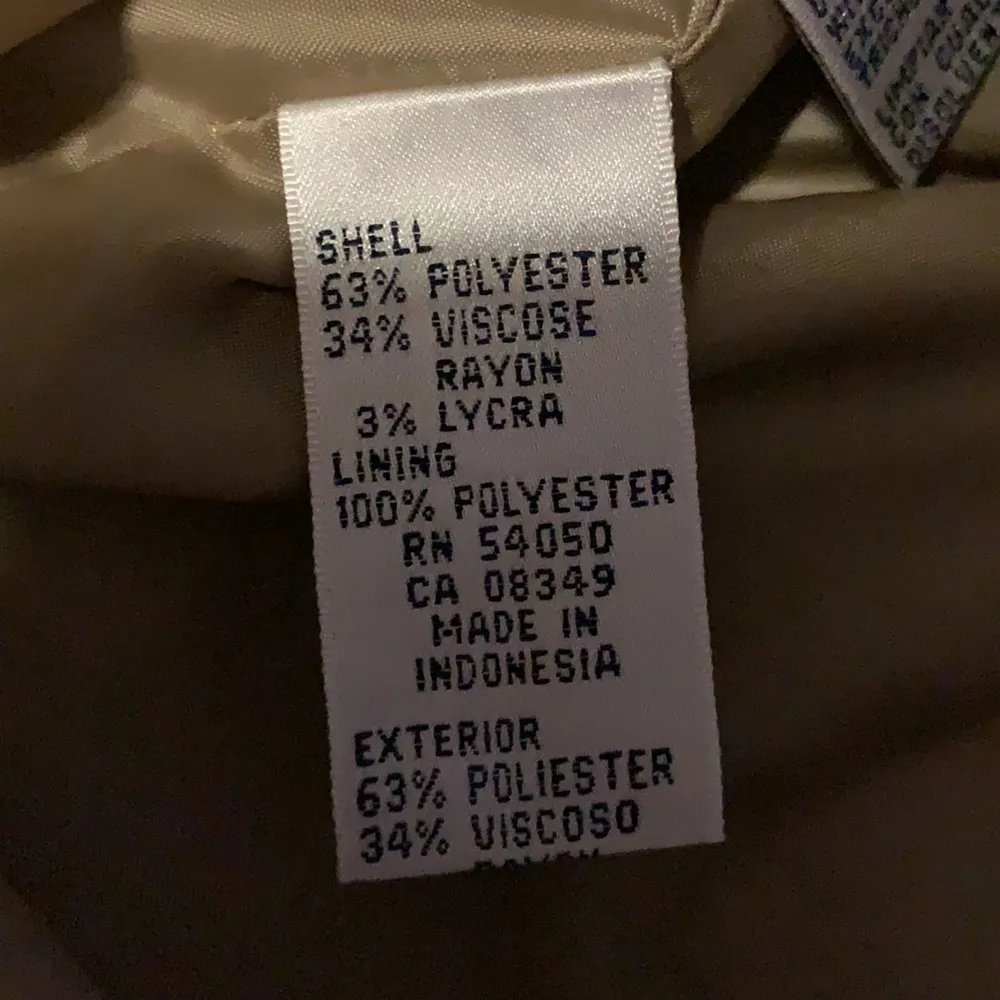 SHELL
63% POLYESTER
34% VISCOSE
RAYON
3% LYCRA
LINING
100% POLYESTER
RN 54050
CA 08349
MADE IN
INDONESIA
EXTERIOR
63% POLIESTER
34% VISCOSO